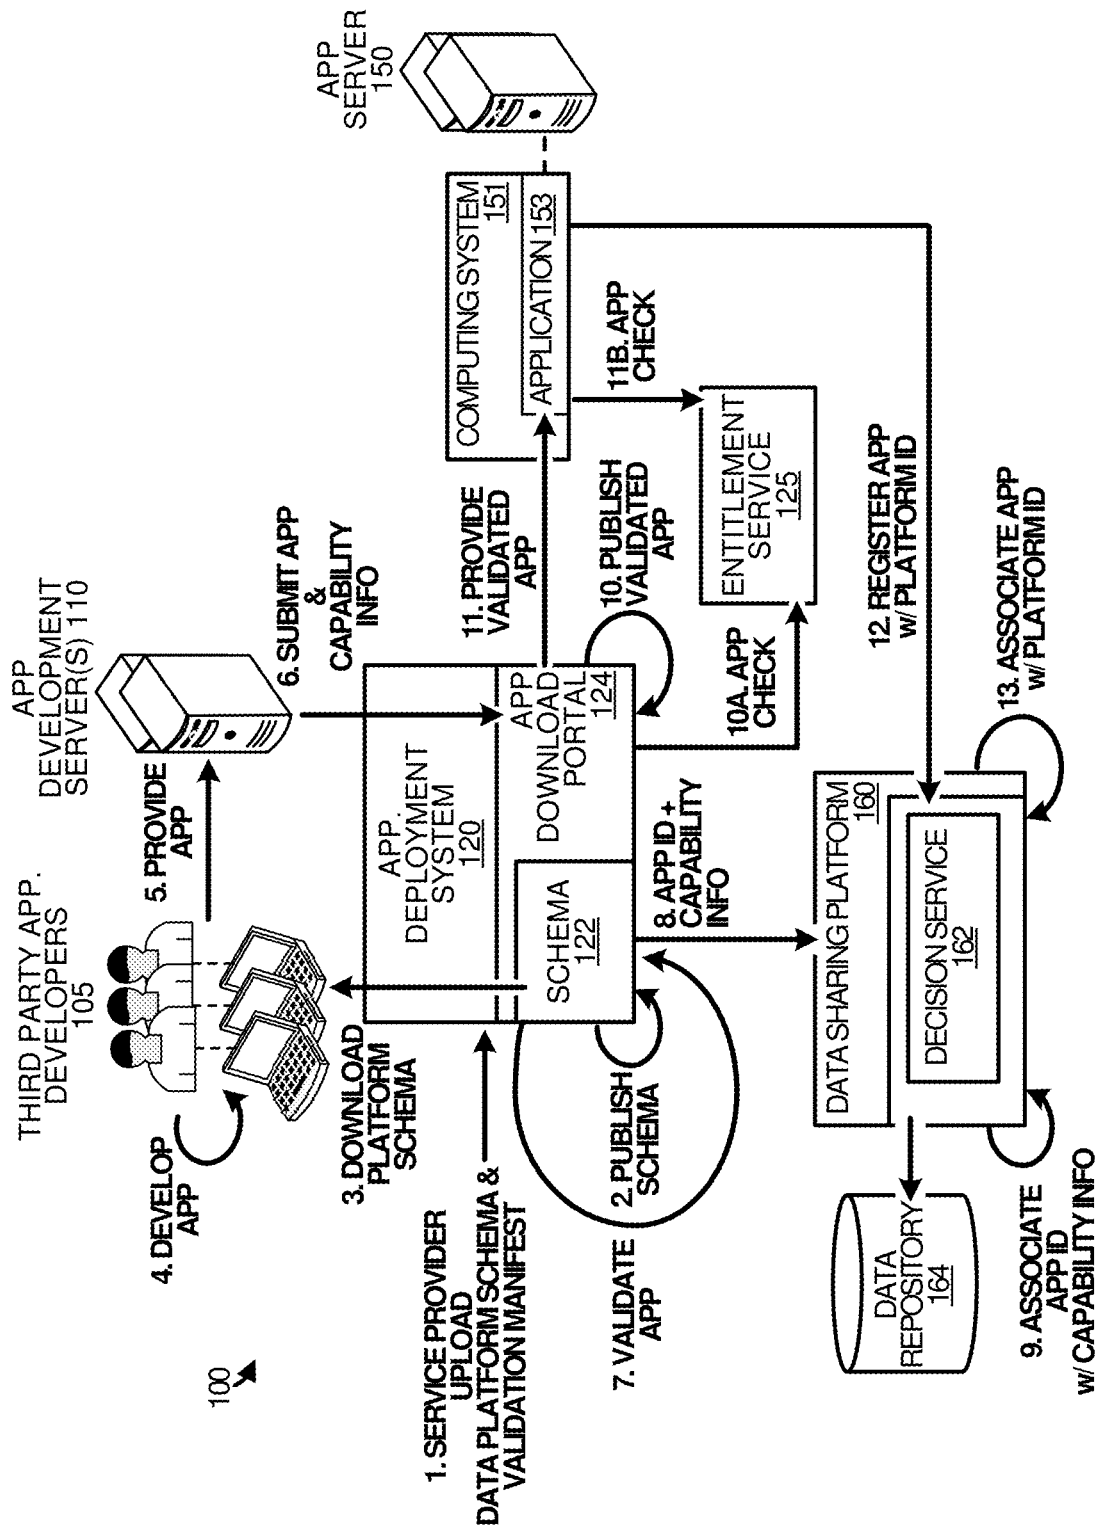 100
1. SERVICE PROVIDER
UPLOAD
DATA PLATFORM SCHEMA &
VALIDATION MANIFEST
THIRD PARTY APP.
DEVELOPERS
105
4. DEVELOP
APP
5. PROVIDE
APP
APP
DEVELOPMENT
SERVER(S) 110
6. SUBMIT APP
&
CAPABILITY
INFO
3. DOWNLOAD
PLATFORM
SCHEMA
APP.
DEPLOYMENT
SYSTEM
120
SCHEMA
122
APP
DOWNLOAD
PORTAL
124
2. PUBLISH
SCHEMA
7. VALIDATE
APP
8. APP ID +
CAPABILITY
INFO
10. PUBLISH
VALIDATED
APP
10A. APP
CHECK
11. PROVIDE
VALIDATED
APP
APP
SERVER
150
COMPUTING SYSTEM
151
APPLICATION 153
11B. APP
CHECK
ENTITLEMENT
SERVICE
125
12. REGISTER APP
w/ PLATFORM ID
DATA SHARING PLATFORM
160
DECISION SERVICE
162
13. ASSOCIATE APP
w/ PLATFORM ID
DATA
REPOSITORY
164
9. ASSOCIATE
APP ID
w/ CAPABILITY INFO